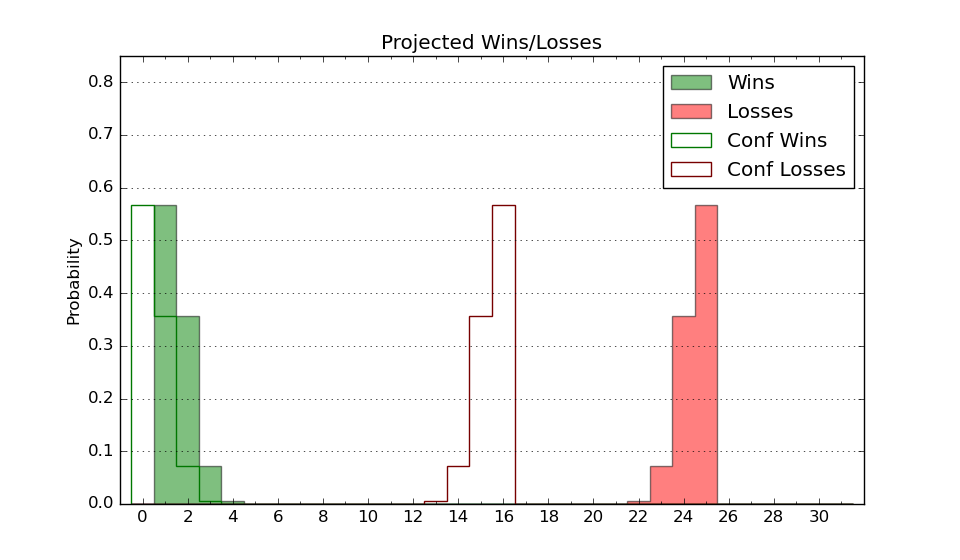 Projected Wins/Losses
Wins
Losses
Conf Wins
Conf Losses
Probability
0.8
0.7
0.6
0.5
0.4
0.3
0.2
0.1
0.0
0 2 4 6 8 10 12 14 16 18 20 22 24 26 28 30